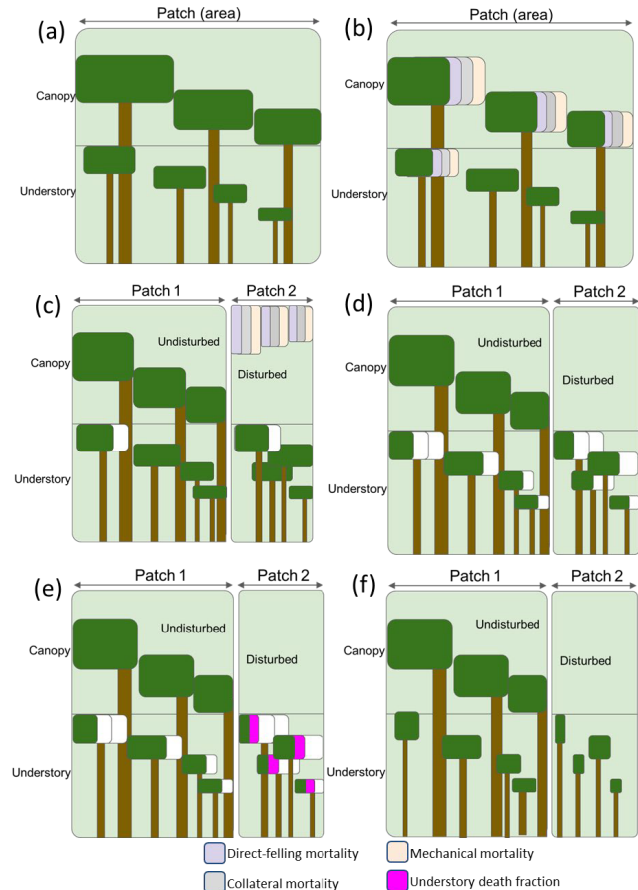 Patch (area)
(a)
Canopy
Understory
Patch (area)
(b)
Canopy
Understory
Patch 1
Patch 2
(c)
Undisturbed
Canopy
Disturbed
Understory
Patch 1
Patch 2
(d)
Undisturbed
Canopy
Disturbed
Understory
Patch 1
Patch 2
(e)
Undisturbed
Canopy
Disturbed
Understory
Patch 1
Patch 2
(f)
Undisturbed
Canopy
Disturbed
Understory
Direct-felling mortality
Mechanical mortality
Collateral mortality
Understory death fraction